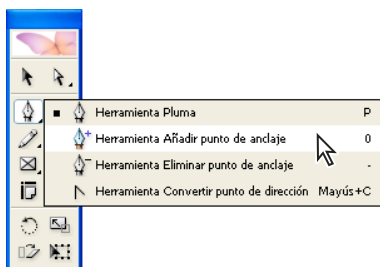 Herramienta Pluma P
Herramienta Añadir punto de anclaje 0
Herramienta Eliminar punto de anclaje -
Herramienta Convertir punto de dirección Mayús+C